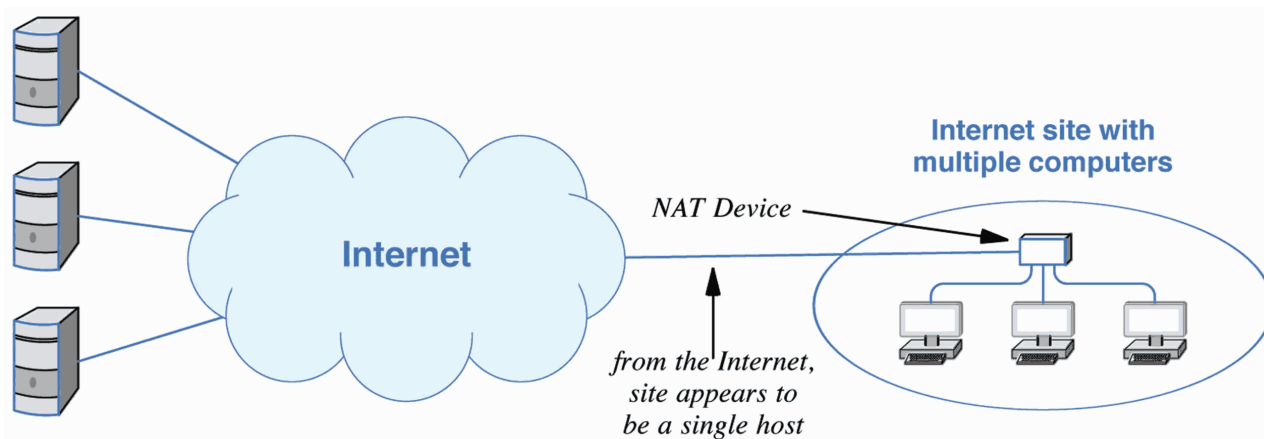 Internet site with
multiple computers
NAT Device
Internet
from the Internet,
site appears to
be a single host